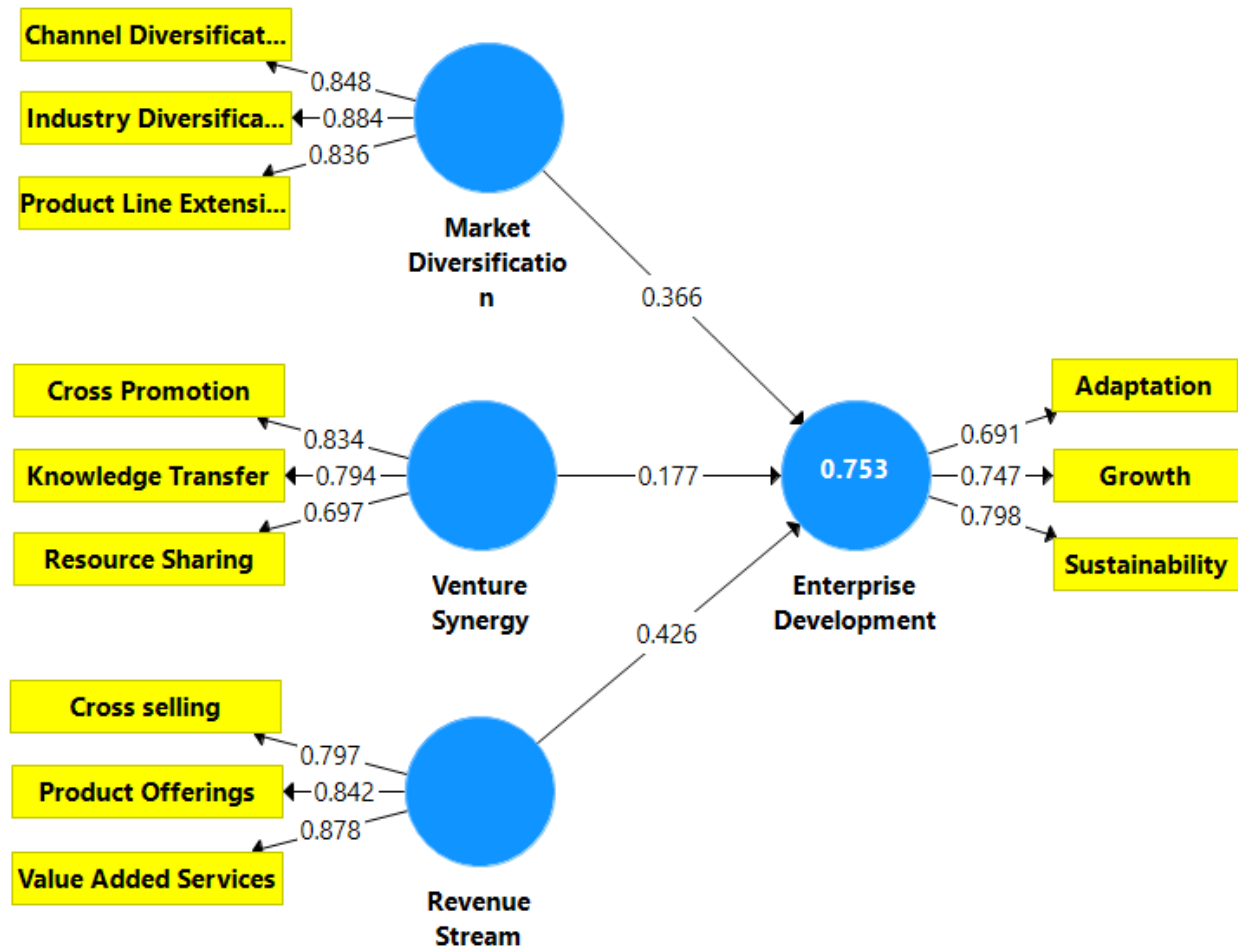 Channel Diversificat...
0.848
Industry Diversifica...
0.884
Product Line Extensi...
0.836
Market
Diversificatio
n
0.366
Cross Promotion
0.834
Knowledge Transfer
0.794
Resource Sharing
0.697
Venture
Synergy
0.177
0.753
Enterprise
Development
Adaptation
0.691
Growth
0.747
Sustainability
0.798
0.426
Cross selling
0.797
Product Offerings
0.842
Value Added Services
0.878
Revenue
Stream